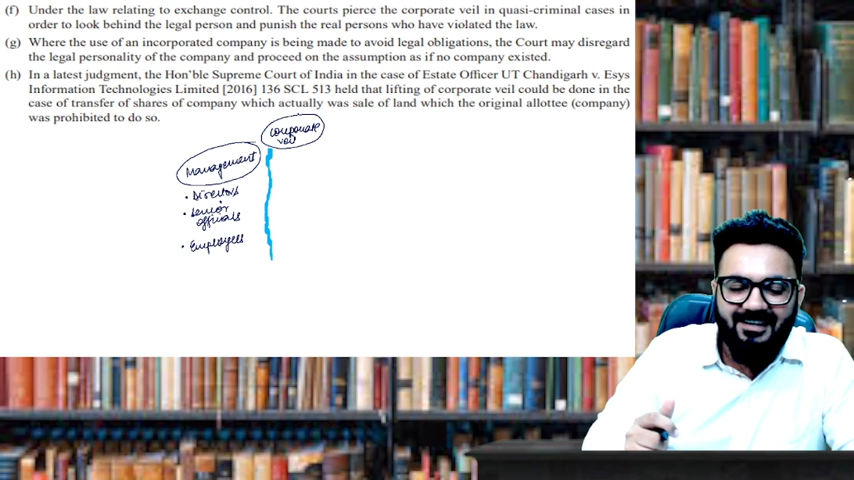 (f) Under the law relating to exchange control. The courts pierce the corporate veil in quasi-criminal cases in
order to look behind the legal person and punish the real persons who have violated the law.
(g) Where the use of an incorporated company is being made to avoid legal obligations, the Court may disregard
the legal personality of the company and proceed on the assumption as if no company existed.
(h) In a latest judgment, the Hon'ble Supreme Court of India in the case of Estate Officer UT Chandigarh v. Esys
Information Technologies Limited [2016] 136 SCL 513 held that lifting of corporate veil could be done in the
case of transfer of shares of company which actually was sale of land which the original allottee (company)
was prohibited to do so.
Corporate
veil
Management
• Directors
• Senior
officials
• Employees